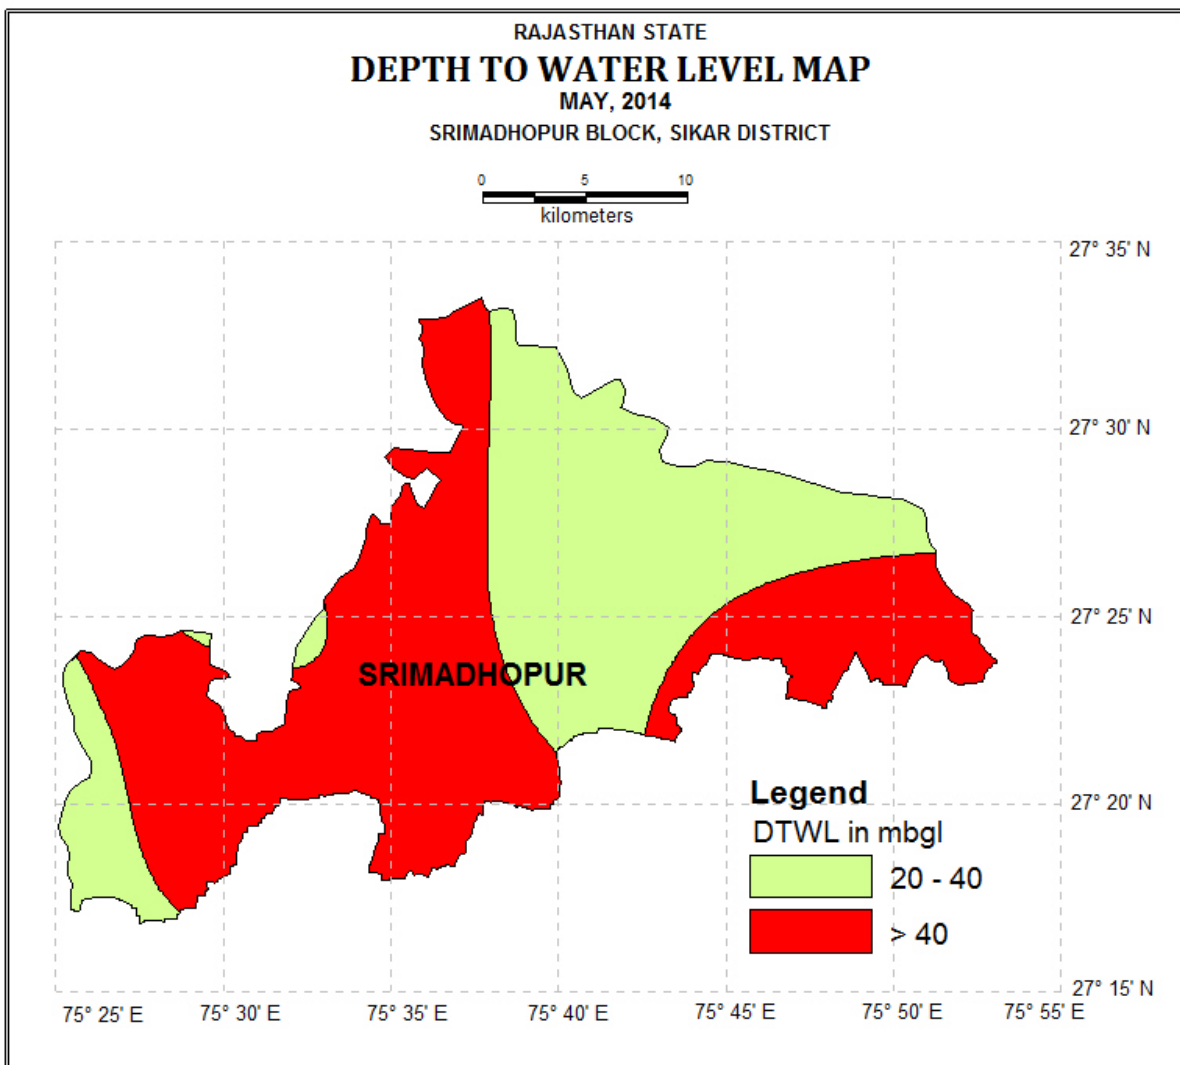 RAJASTHAN STATE
DEPTH TO WATER LEVEL MAP
MAY, 2014
SRIMADHOPUR BLOCK, SIKAR DISTRICT
0 5 10
kilometers
27° 35' N
27° 30' N
27° 25' N
SRIMADHOPUR
Legend
27° 20' N
DTWL in mbgl
20 - 40
> 40
27° 15' N
75° 25' E 75° 30' E 75° 35' E 75° 40' E 75° 45' E 75° 50' E 75° 55' E